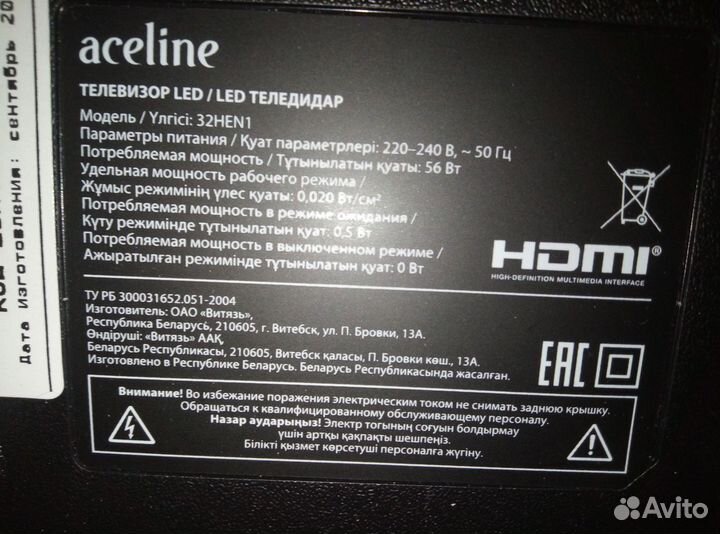 aceline
ТЕЛЕВИЗОР LED / LED ТЕЛЕДИДАР
Модель / Үлгісі: 32HEN1
Параметры питания / Қуат параметрлері: 220–240 В, ~ 50 Гц
Потребляемая мощность / Тұтынылатын қуаты: 56 Вт
Удельная мощность рабочего режима /
Жұмыс режимінің үлес қуаты: 0,020 Вт/см²
Потребляемая мощность в режиме ожидания /
Күту режимінде тұтынылатын қуат: 0,5 Вт
Потребляемая мощность в выключенном режиме /
Ажыратылған режимінде тұтынылатын қуат: 0 Вт
HDMI®
HIGH-DEFINITION MULTIMEDIA INTERFACE
ТУ РБ 300031652.051-2004
Изготовитель: ОАО «Витязь»,
Республика Беларусь, 210605, г. Витебск, ул. П. Бровки, 13А.
Өндіруші: «Витязь» ААҚ,
Беларусь Республикасы, 210605, Витебск қаласы, П. Бровки көш., 13А.
Изготовлено в Республике Беларусь. Беларусь Республикасында жасалған.
EAC
Внимание! Во избежание поражения электрическим током не снимать заднюю крышку.
Обращаться к квалифицированному обслуживающему персоналу.
Назар аударыңыз! Электр тогының соғуын болдырмау
үшін артқы қақпақты шешпеңіз.
Білікті қызмет көрсетуші персоналға жүгіну.
Дата Изготовления: сентябрь 20
Avito